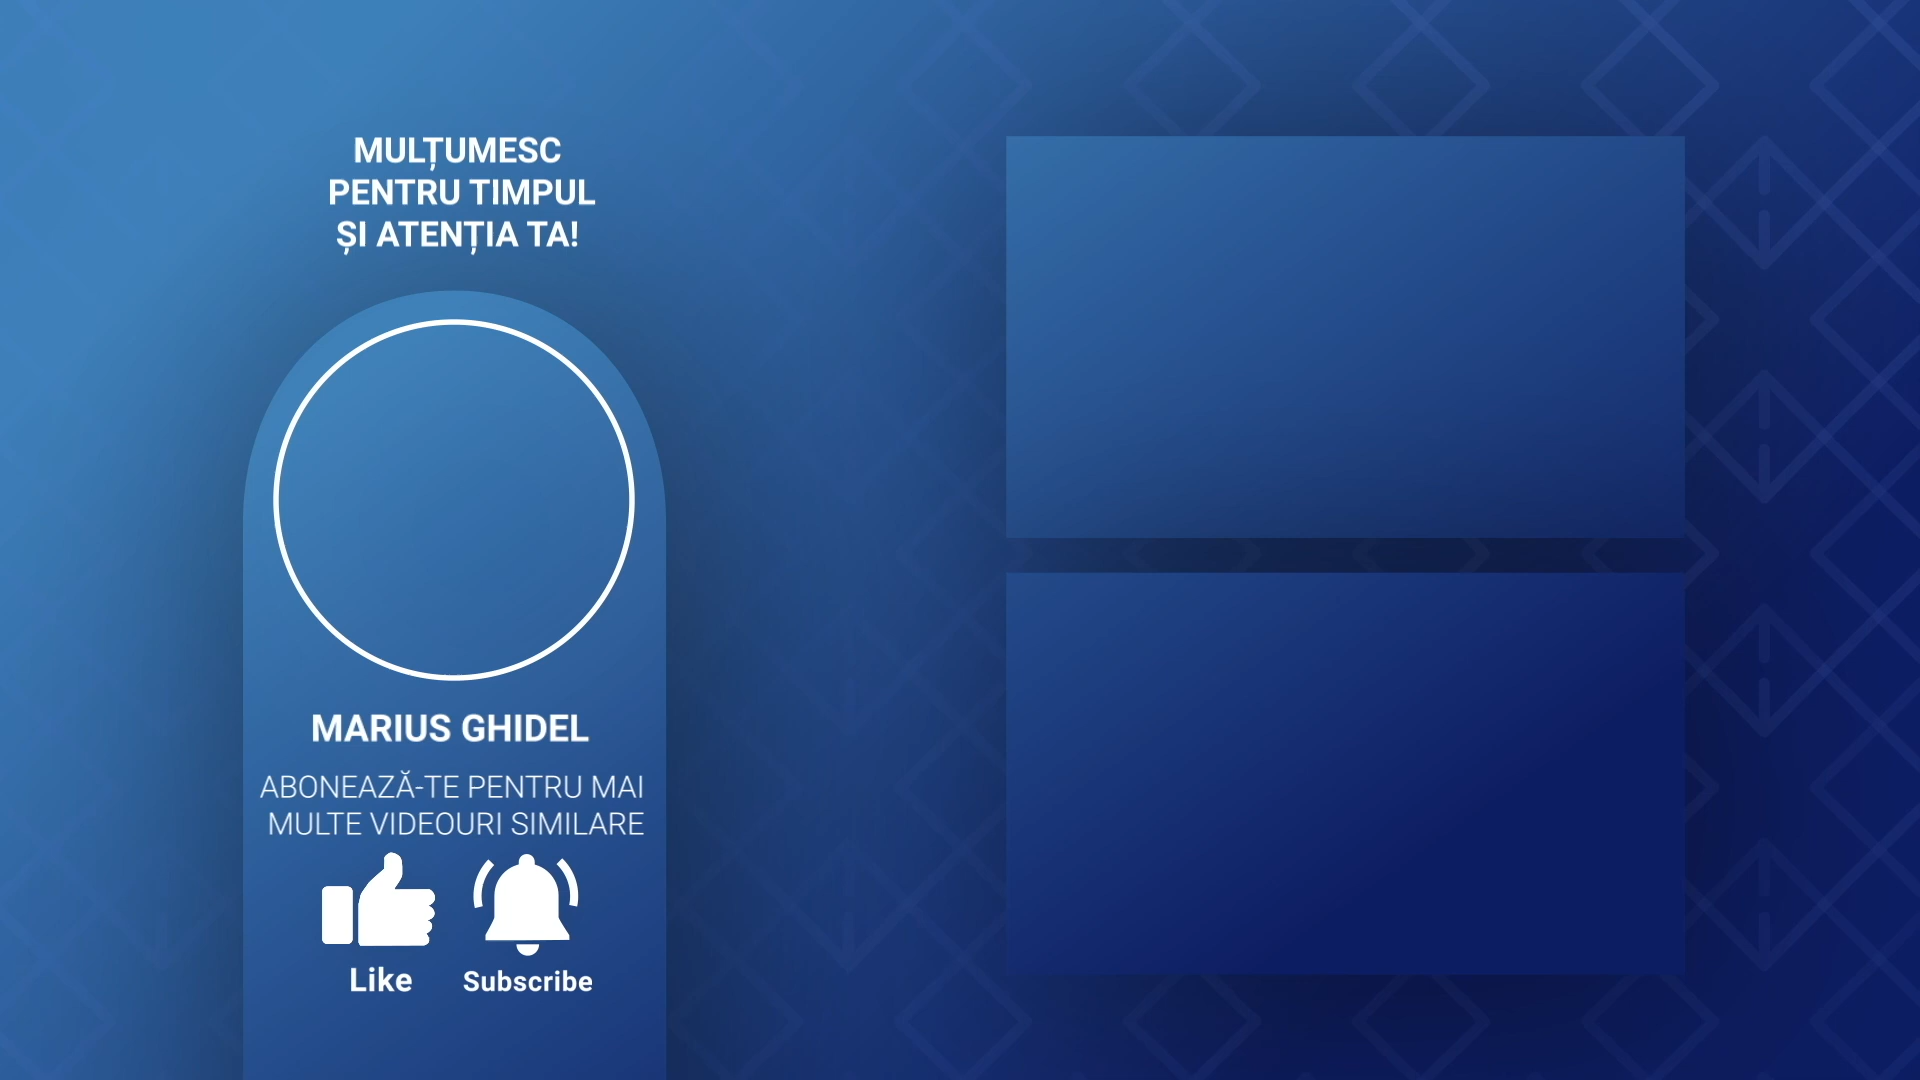 MULȚUMESC
PENTRU TIMPUL
ȘI ATENȚIA TA!
MARIUS GHIDEL
ABONEAZĂ-TE PENTRU MAI
MULTE VIDEOURI SIMILARE
Like
Subscribe